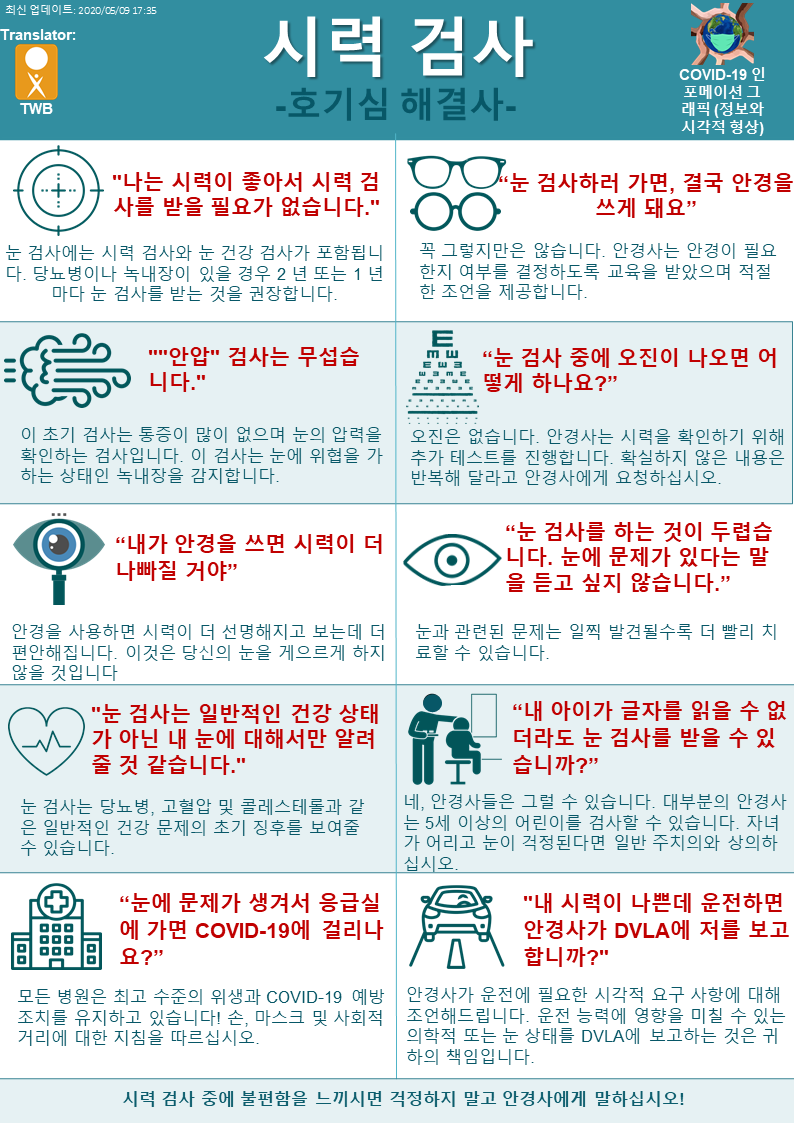 최신 업데이트: 2020/05/09 17:35
Translator:
TWB
시력 검사
-호기심 해결사-
COVID-19 인
포메이션 그
래픽 (정보와
시각적 형상)
"나는 시력이 좋아서 시력 검
사를 받을 필요가 없습니다."
눈 검사에는 시력 검사와 눈 건강 검사가 포함됩니
다. 당뇨병이나 녹내장이 있을 경우 2 년 또는 1 년
마다 눈 검사를 받는 것을 권장합니다.
“눈 검사하러 가면, 결국 안경을
쓰게 돼요”
꼭 그렇지만은 않습니다. 안경사는 안경이 필요
한지 여부를 결정하도록 교육을 받았으며 적절
한 조언을 제공합니다.
""안압" 검사는 무섭습
니다."
이 초기 검사는 통증이 많이 없으며 눈의 압력을
확인하는 검사입니다. 이 검사는 눈에 위협을 가
하는 상태인 녹내장을 감지합니다.
“눈 검사 중에 오진이 나오면 어
떻게 하나요?”
오진은 없습니다. 안경사는 시력을 확인하기 위해
추가 테스트를 진행합니다. 확실하지 않은 내용은
반복해 달라고 안경사에게 요청하십시오.
“내가 안경을 쓰면 시력이 더
나빠질 거야”
안경을 사용하면 시력이 더 선명해지고 보는데 더
편안해집니다. 이것은 당신의 눈을 게으르게 하지
않을 것입니다
“눈 검사를 하는 것이 두렵습
니다. 눈에 문제가 있다는 말
을 듣고 싶지 않습니다.”
눈과 관련된 문제는 일찍 발견될수록 더 빨리 치
료할 수 있습니다.
"눈 검사는 일반적인 건강 상태
가 아닌 내 눈에 대해서만 알려
줄 것 같습니다."
눈 검사는 당뇨병, 고혈압 및 콜레스테롤과 같
은 일반적인 건강 문제의 초기 징후를 보여줄
수 있습니다.
“내 아이가 글자를 읽을 수 없
더라도 눈 검사를 받을 수 있
습니까?”
네, 안경사들은 그럴 수 있습니다. 대부분의 안경사
는 5세 이상의 어린이를 검사할 수 있습니다. 자녀
가 어리고 눈이 걱정된다면 일반 주치의와 상의하
십시오.
“눈에 문제가 생겨서 응급실
에 가면 COVID-19에 걸리나
요?”
모든 병원은 최고 수준의 위생과 COVID-19 예방
조치를 유지하고 있습니다! 손, 마스크 및 사회적
거리에 대한 지침을 따르십시오.
"내 시력이 나쁜데 운전하면
안경사가 DVLA에 저를 보고
합니까?"
안경사가 운전에 필요한 시각적 요구 사항에 대해
조언해드립니다. 운전 능력에 영향을 미칠 수 있는
의학적 또는 눈 상태를 DVLA에 보고하는 것은 귀
하의 책임입니다.
시력 검사 중에 불편함을 느끼시면 걱정하지 말고 안경사에게 말하십시오!